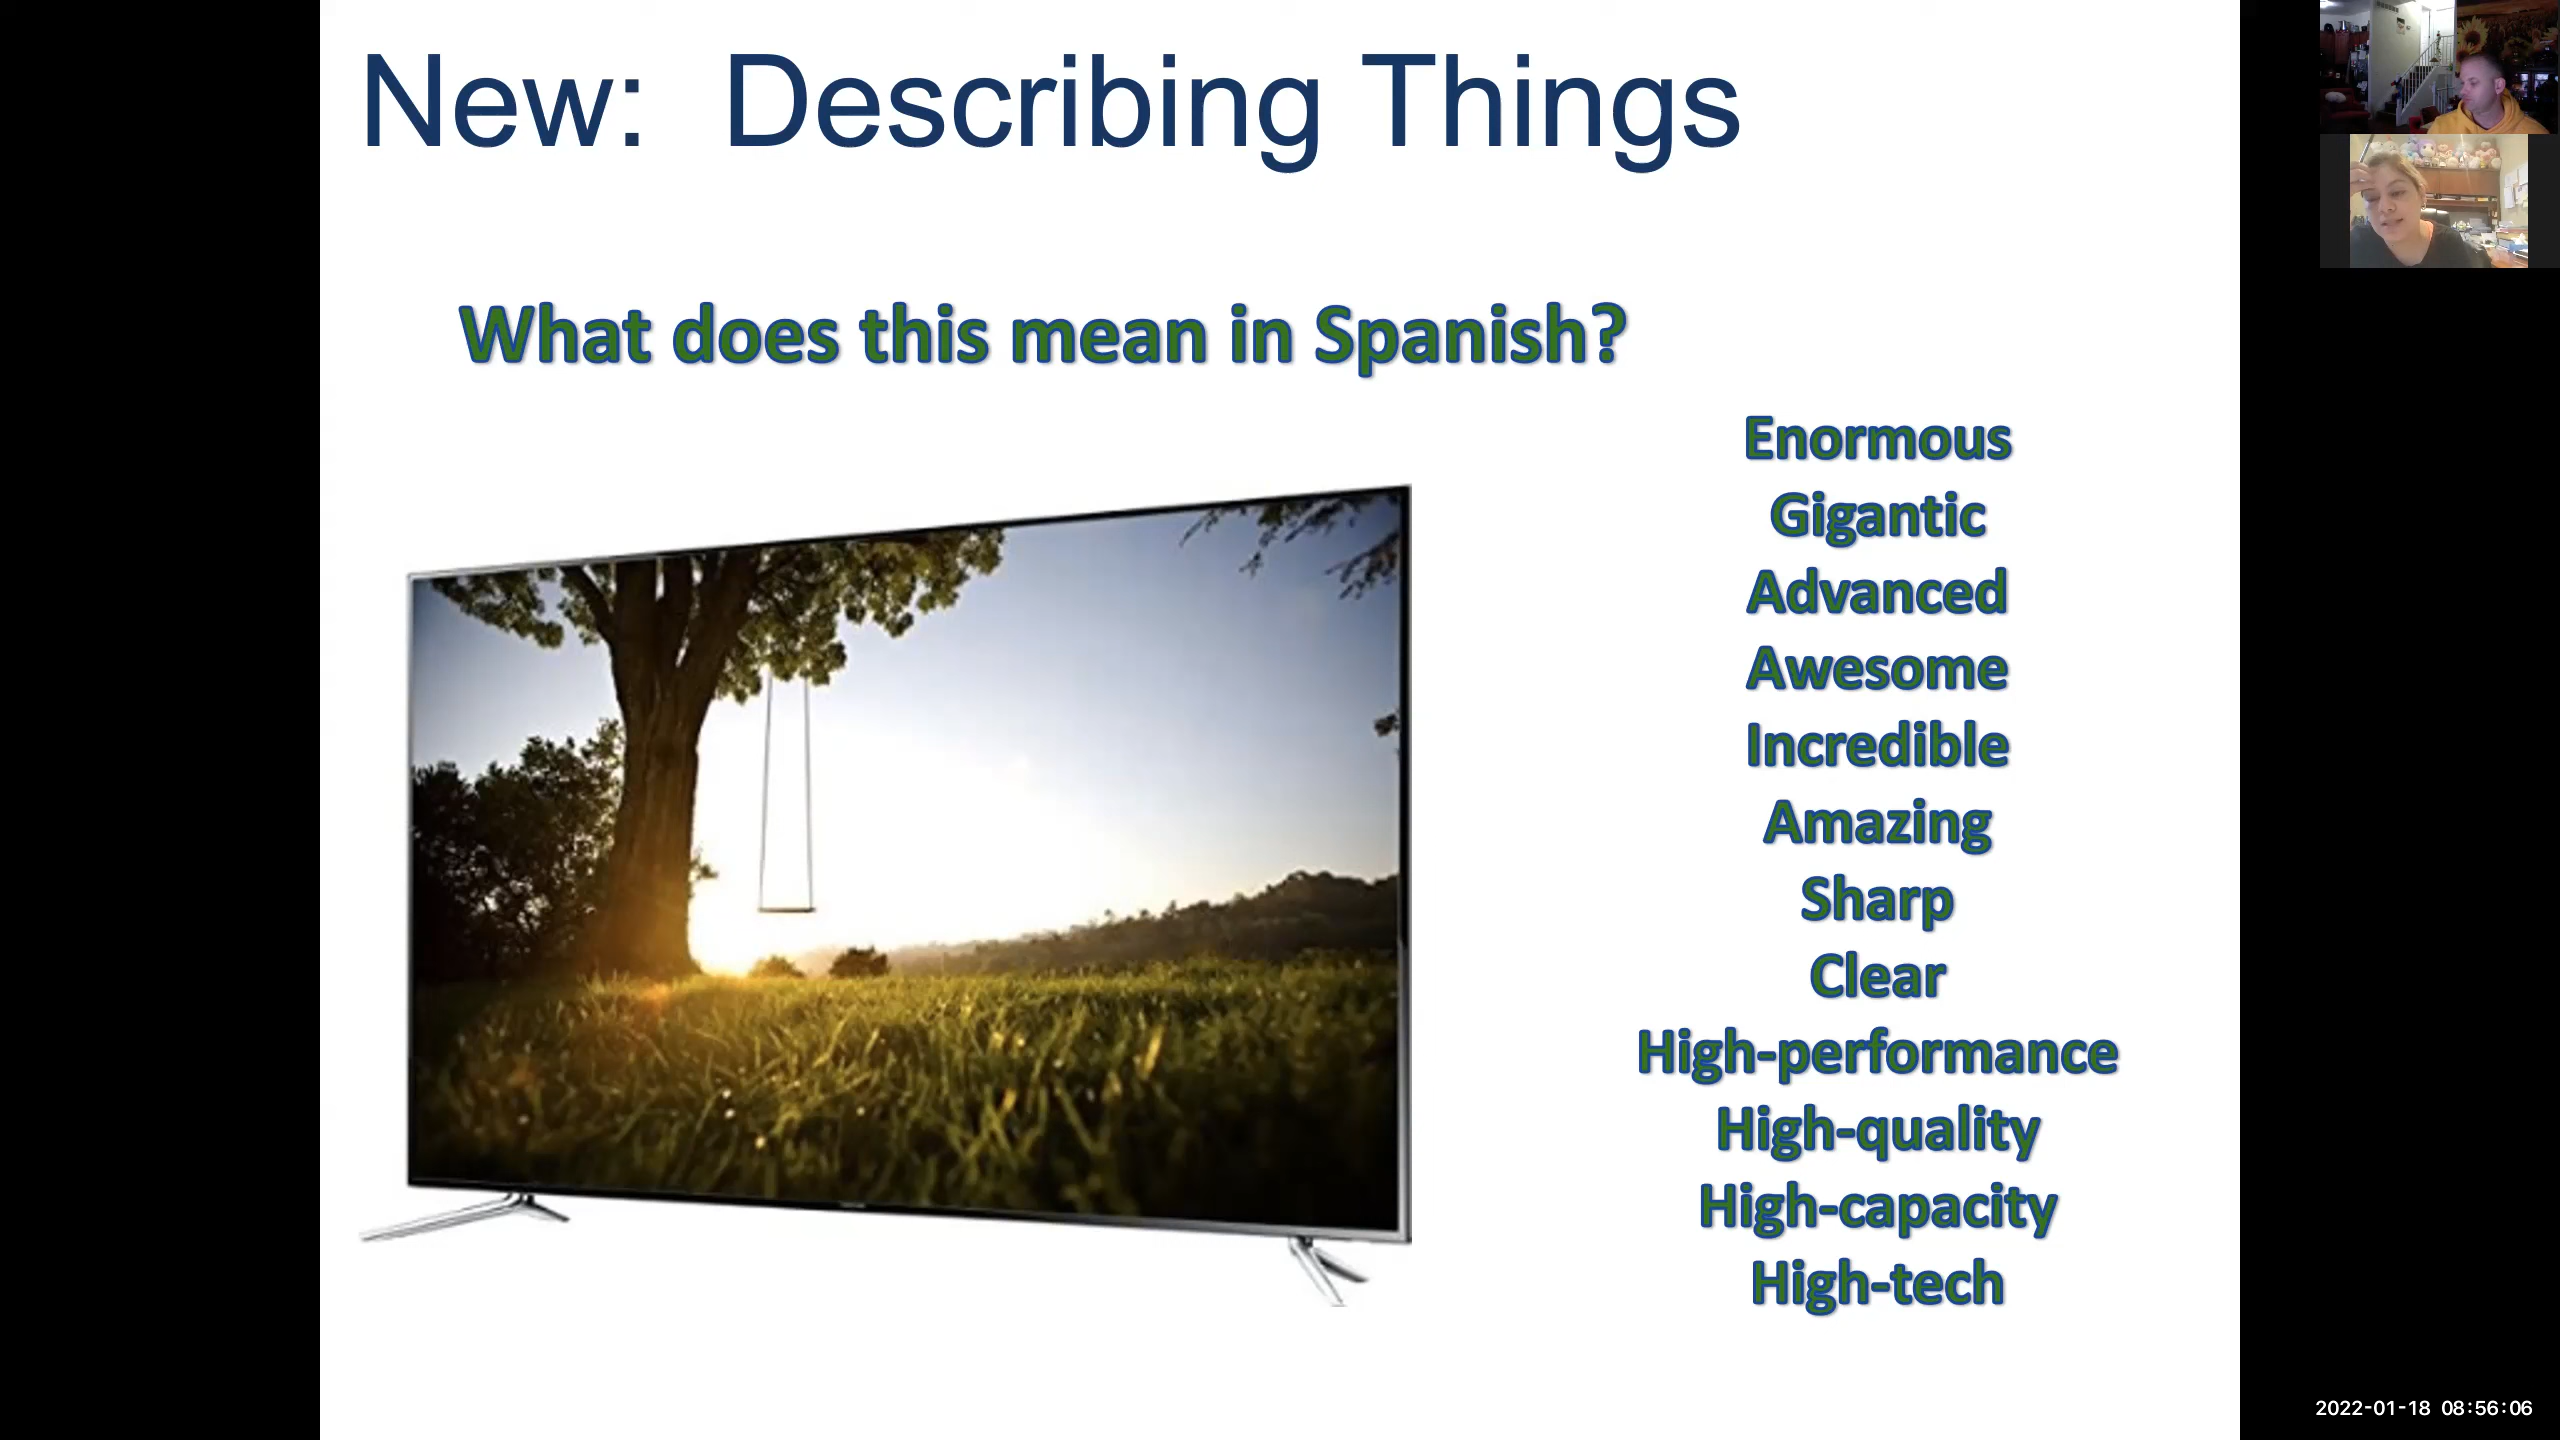 New: Describing Things
What does this mean in Spanish?
Enormous
Gigantic
Advanced
Awesome
Incredible
Amazing
Sharp
Clear
High-performance
High-quality
High-capacity
High-tech
2022-01-18 08:56:06